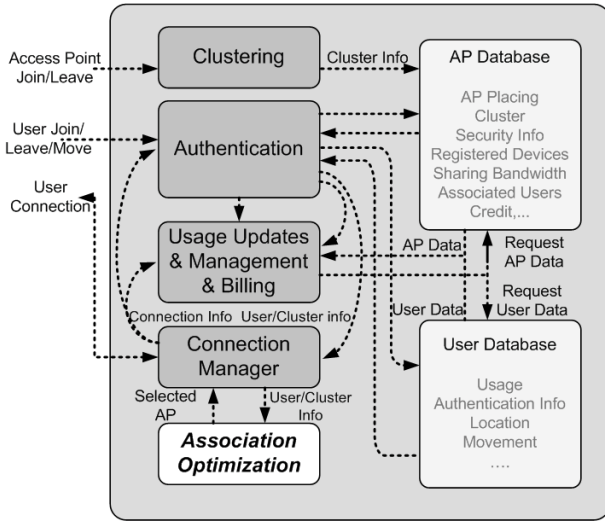 Access Point
Join/Leave
Clustering
Cluster Info
AP Database
AP Placing
Cluster
Security Info
Registered Devices
Sharing Bandwidth
Associated Users
Credit,...
User Join/
Leave/Move
Authentication
User
Connection
Usage Updates
& Management
& Billing
AP Data
Request
AP Data
Request
User Data
User Data
Connection Info
User/Cluster info
Connection
Manager
Selected
AP
User/Cluster
Info
Association
Optimization
User Database
Usage
Authentication Info
Location
Movement
....